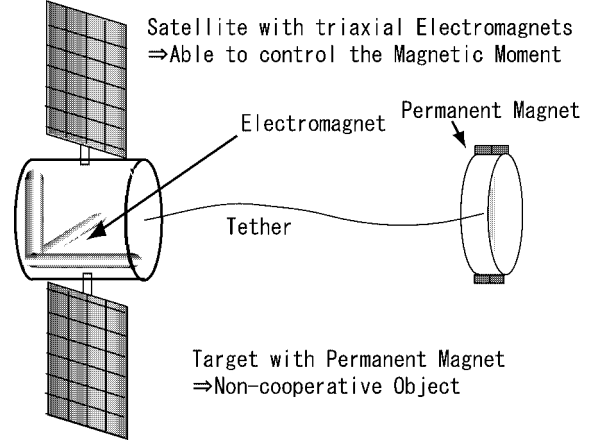 Satellite with triaxial Electromagnets
⇒Able to control the Magnetic Moment
Permanent Magnet
Electromagnet
Tether
Target with Permanent Magnet
⇒Non-cooperative Object